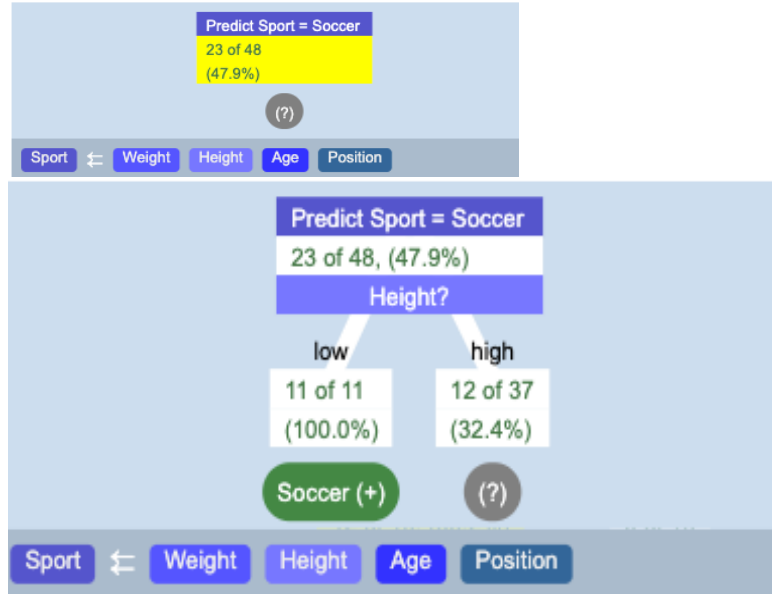 Predict Sport = Soccer
23 of 48
(47.9%)
(?)
Sport ⇇ Weight Height Age Position
Predict Sport = Soccer
23 of 48, (47.9%)
Height?
low high
11 of 11 12 of 37
(100.0%) (32.4%)
Soccer (+) (?)
Sport ⇇ Weight Height Age Position